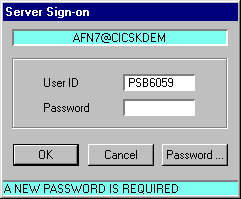 Server Sign-on
AFN7@CICSKDEM
User ID PSB6059
Password
OK Cancel Password ...
A NEW PASSWORD IS REQUIRED